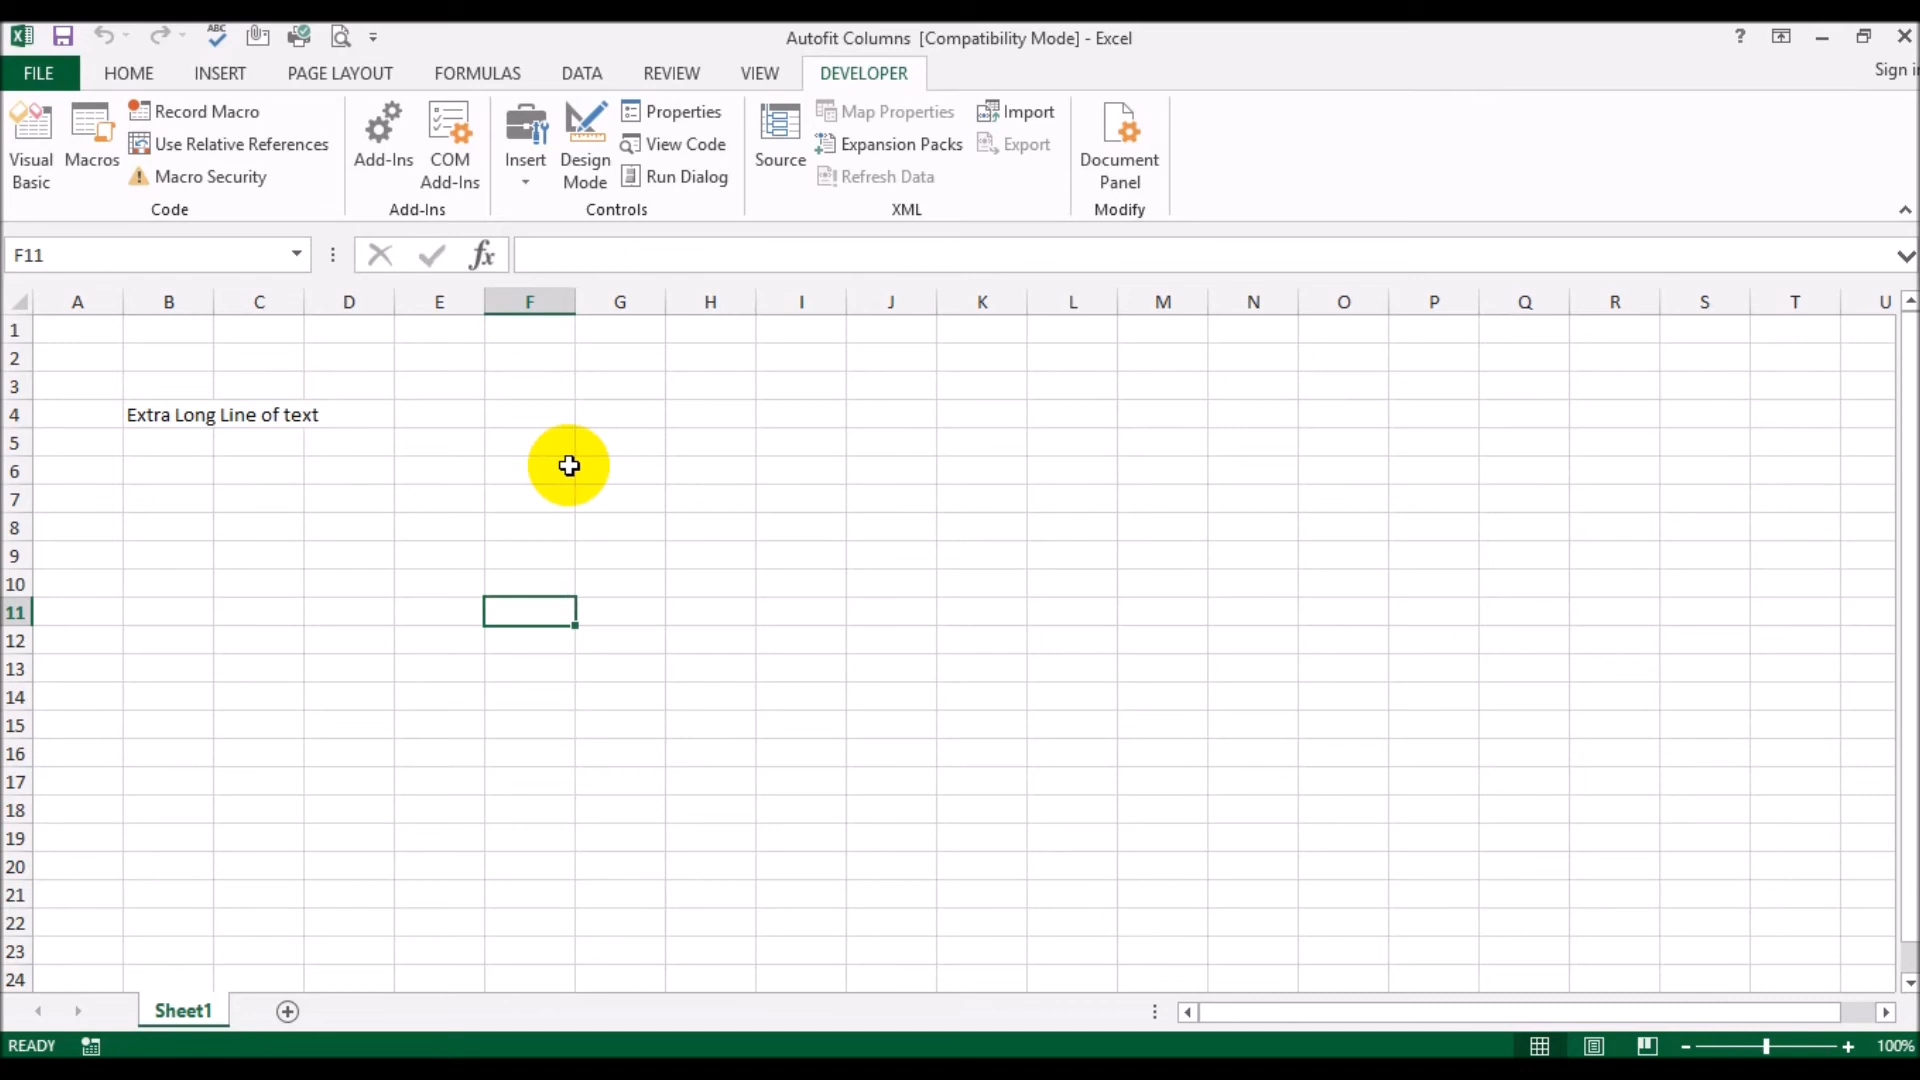 ABC
Autofit Columns [Compatibility Mode] - Excel
?
FILE HOME INSERT PAGE LAYOUT FORMULAS DATA REVIEW VIEW DEVELOPER
Record Macro
Use Relative References
Macro Security
Visual Basic
Macros
Code
Add-Ins
COM Add-Ins
Add-Ins
Insert
Design Mode
Properties
View Code
Run Dialog
Controls
Source
Map Properties
Expansion Packs
Refresh Data
Import
Export
XML
Document Panel
Modify
F11
fx
A B C D E F G H I J K L M N O P Q R S T U
1
2
3
4 Extra Long Line of text
5
6
7
8
9
10
11
12
13
14
15
16
17
18
19
20
21
22
23
24
Sheet1
READY
100%